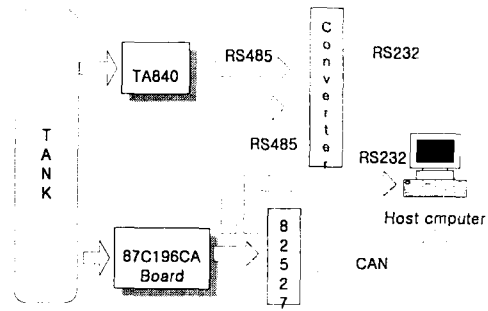 TANK
TA840
RS485
Converter
RS232
RS485
RS232
Host cmputer
87C196CA
Board
82527
CAN